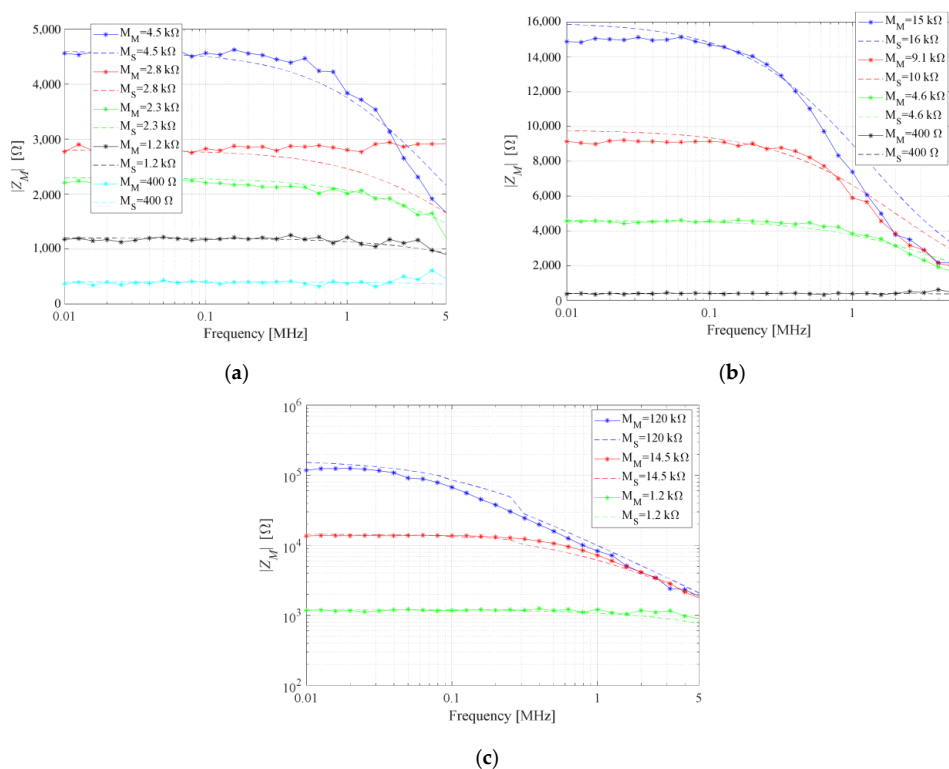 5,000
4,000
3,000
2,000
1,000
0
|Z_M| [Ω]
M_M=4.5 kΩ
M_S=4.5 kΩ
M_M=2.8 kΩ
M_S=2.8 kΩ
M_M=2.3 kΩ
M_S=2.3 kΩ
M_M=1.2 kΩ
M_S=1.2 kΩ
M_M=400 Ω
M_S=400 Ω
0.01 0.1 1 5
Frequency [MHz]
(a)
16,000
14,000
12,000
10,000
8,000
6,000
4,000
2,000
0
|Z_M| [Ω]
M_M=15 kΩ
M_S=16 kΩ
M_M=9.1 kΩ
M_S=10 kΩ
M_M=4.6 kΩ
M_S=4.6 kΩ
M_M=400 Ω
M_S=400 Ω
0.01 0.1 1
Frequency [MHz]
(b)
10^6
10^5
10^4
10^3
10^2
|Z_M| [Ω]
M_M=120 kΩ
M_S=120 kΩ
M_M=14.5 kΩ
M_S=14.5 kΩ
M_M=1.2 kΩ
M_S=1.2 kΩ
0.01 0.1 1 5
Frequency [MHz]
(c)